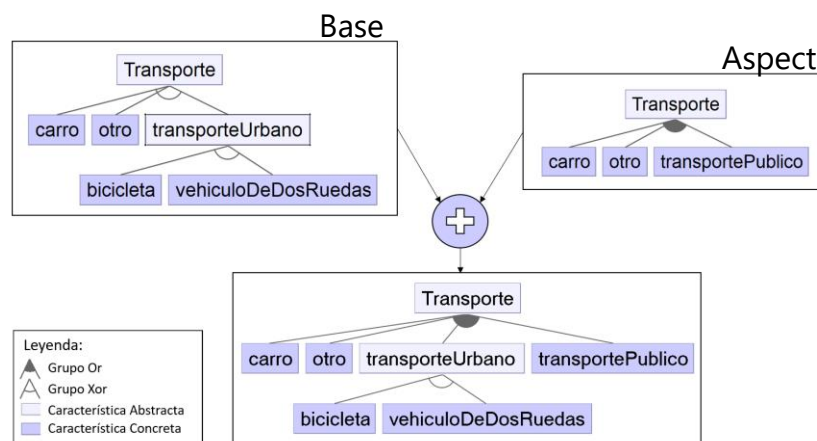 Base
Transporte
carro otro transporteUrbano
bicicleta vehiculoDeDosRuedas
Aspect
Transporte
carro otro transportePublico
Transporte
carro otro transporteUrbano transportePublico
bicicleta vehiculoDeDosRuedas
Leyenda:
Grupo Or
Grupo Xor
Característica Abstracta
Característica Concreta